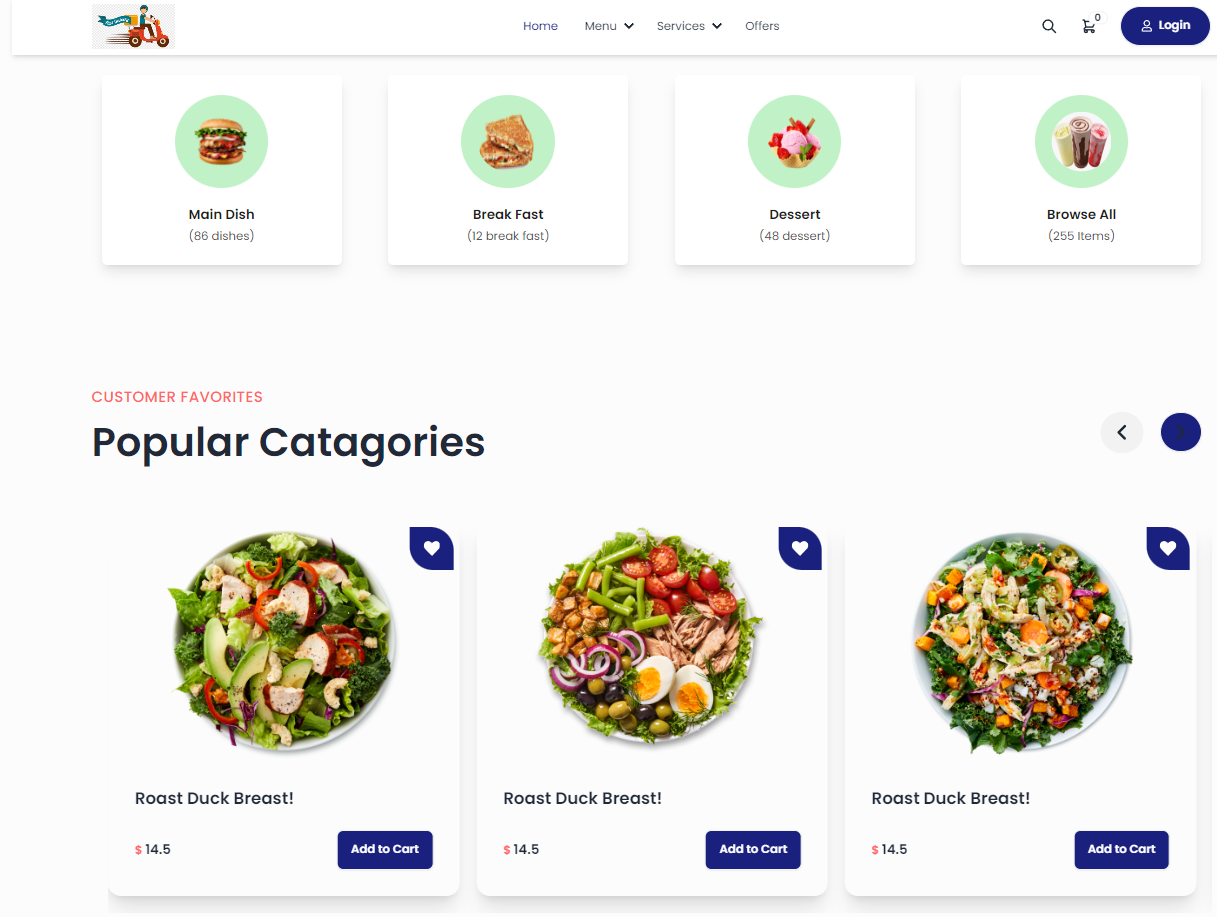 Home Menu Services Offers 0 Login
Main Dish
(86 dishes)
Break Fast
(12 break fast)
Dessert
(48 dessert)
Browse All
(255 Items)
CUSTOMER FAVORITES
Popular Catagories
Roast Duck Breast!
$ 14.5 Add to Cart
Roast Duck Breast!
$ 14.5 Add to Cart
Roast Duck Breast!
$ 14.5 Add to Cart